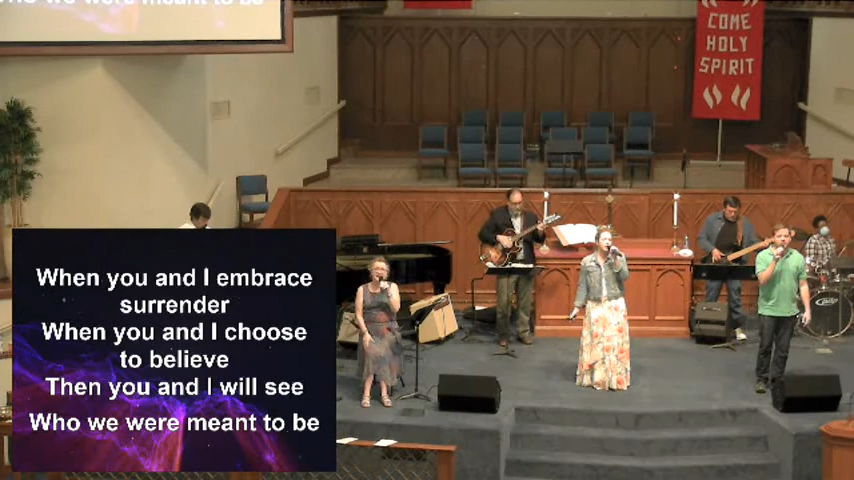 Who we were meant to be
COME
HOLY
SPIRIT
When you and I embrace
surrender
When you and I choose
to believe
Then you and I will see
Who we were meant to be